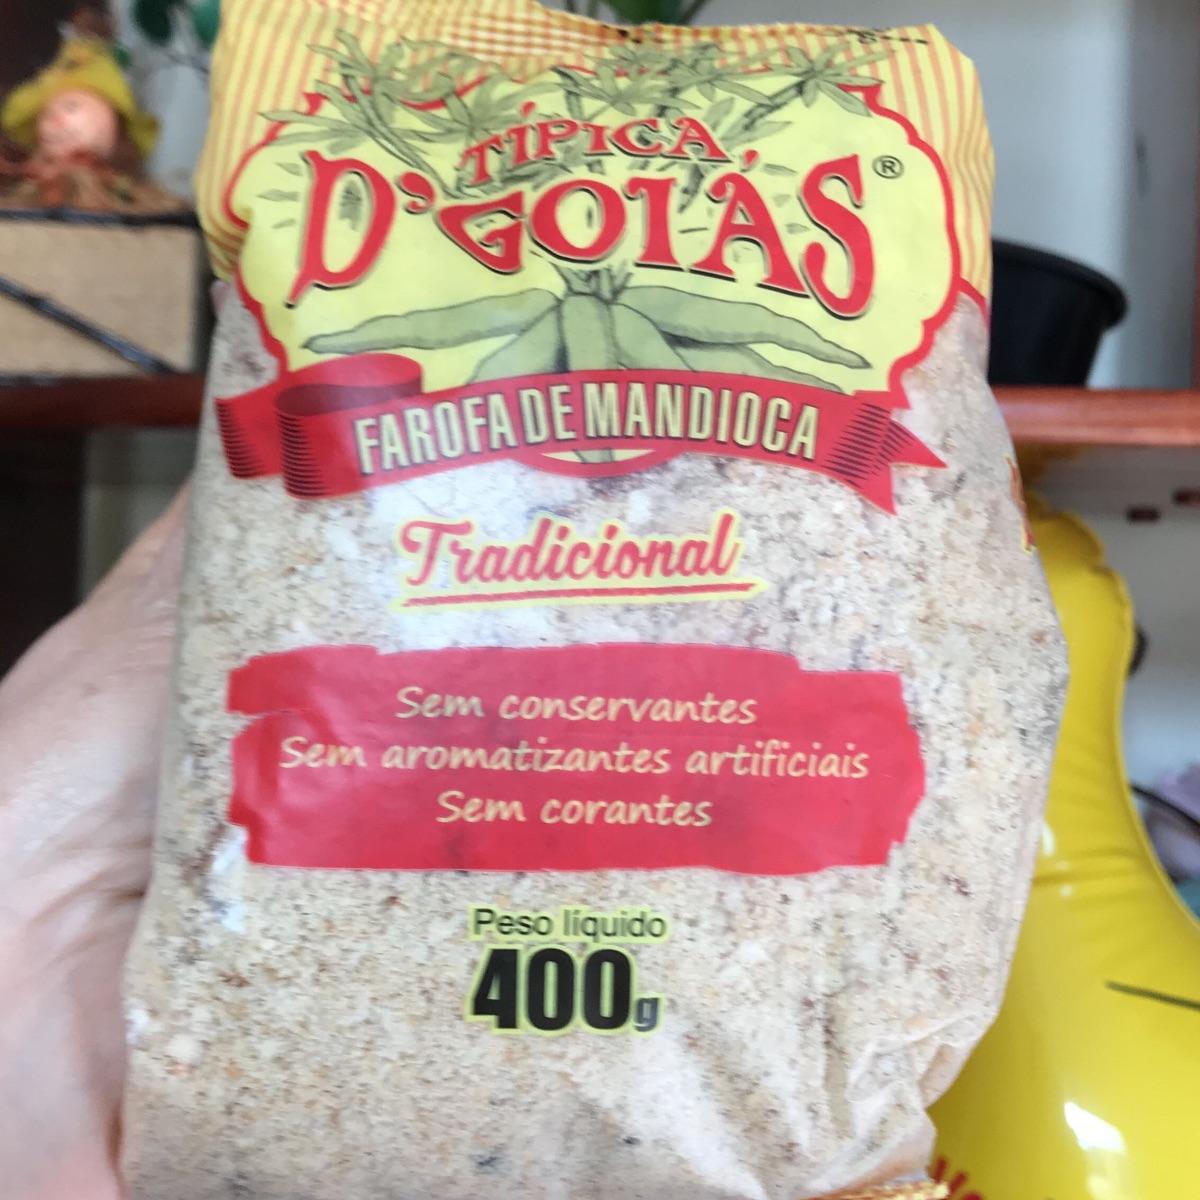 TÍPICA
D'GOIÁS®
FAROFA DE MANDIOCA
Tradicional
Sem conservantes
Sem aromatizantes artificiais
Sem corantes
Peso líquido
400g